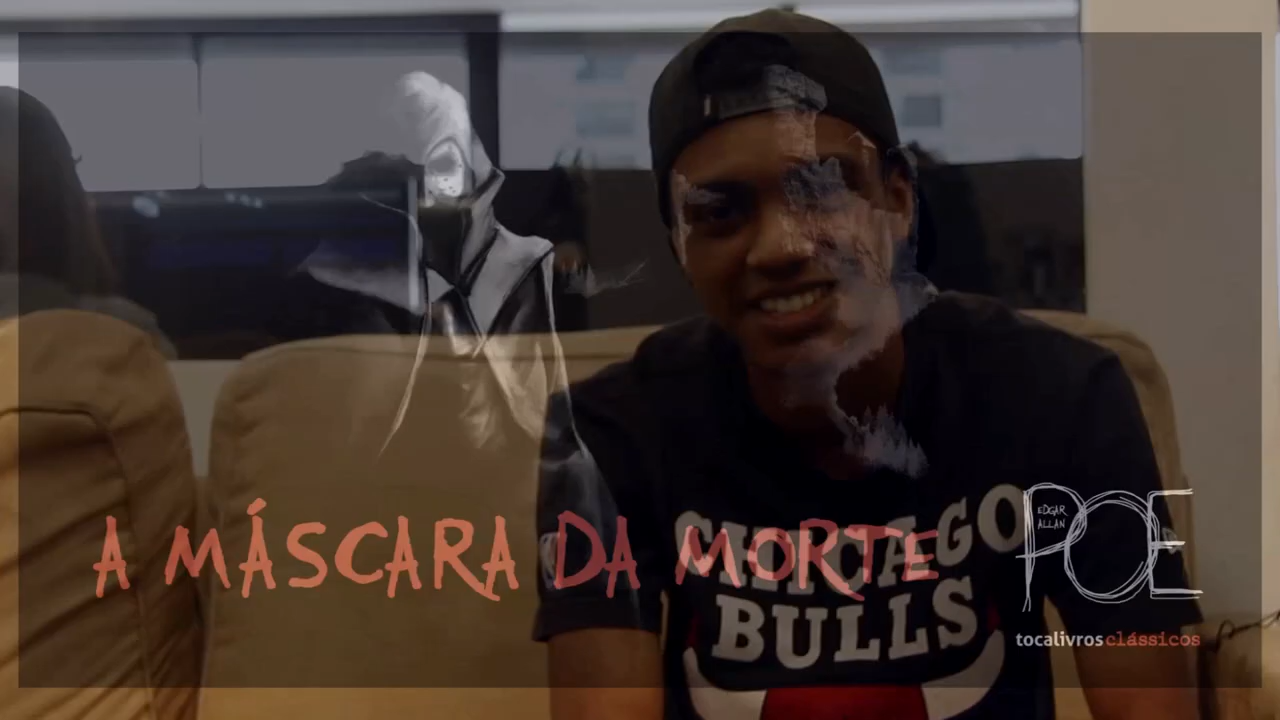 A MÁSCARA DA MORTE
EDGAR
ALLAN
POE
tocalivros clássicos
CHICAGO
BULLS